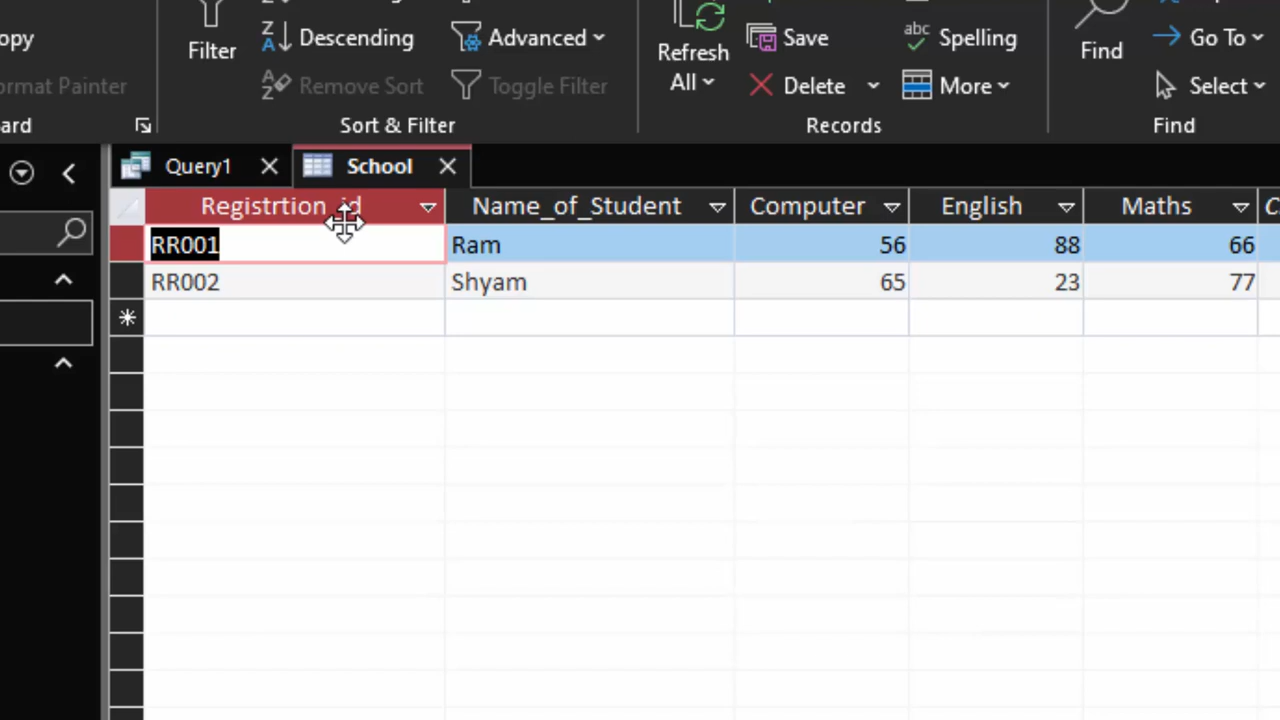 opy
Filter
Descending
Advanced
Refresh
All
Save
Spelling
Find
Go To
ormat Painter
Remove Sort
Toggle Filter
Delete
More
Select
ard
Sort & Filter
Records
Find
Query1
School
Registrtion_id
Name_of_Student
Computer
English
Maths
RR001
Ram
56
88
66
RR002
Shyam
65
23
77